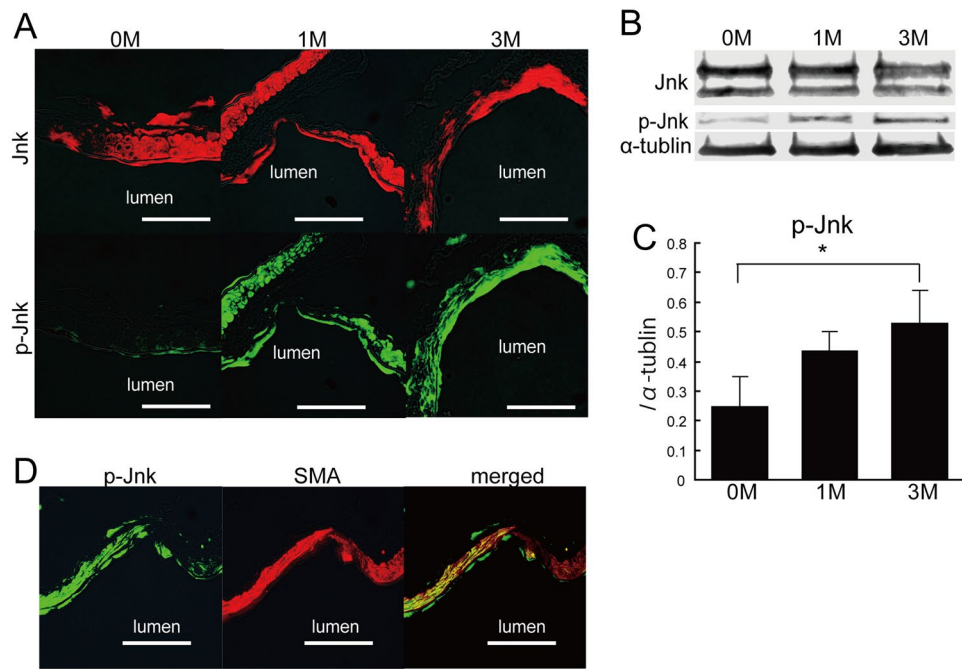 A
0M 1M 3M
Jnk
lumen lumen lumen
p-Jnk
lumen lumen lumen
B
0M 1M 3M
Jnk
p-Jnk
α-tublin
C
p-Jnk
*
/α-tublin
0.8
0.7
0.6
0.5
0.4
0.3
0.2
0.1
0
0M 1M 3M
D
p-Jnk SMA merged
lumen lumen lumen